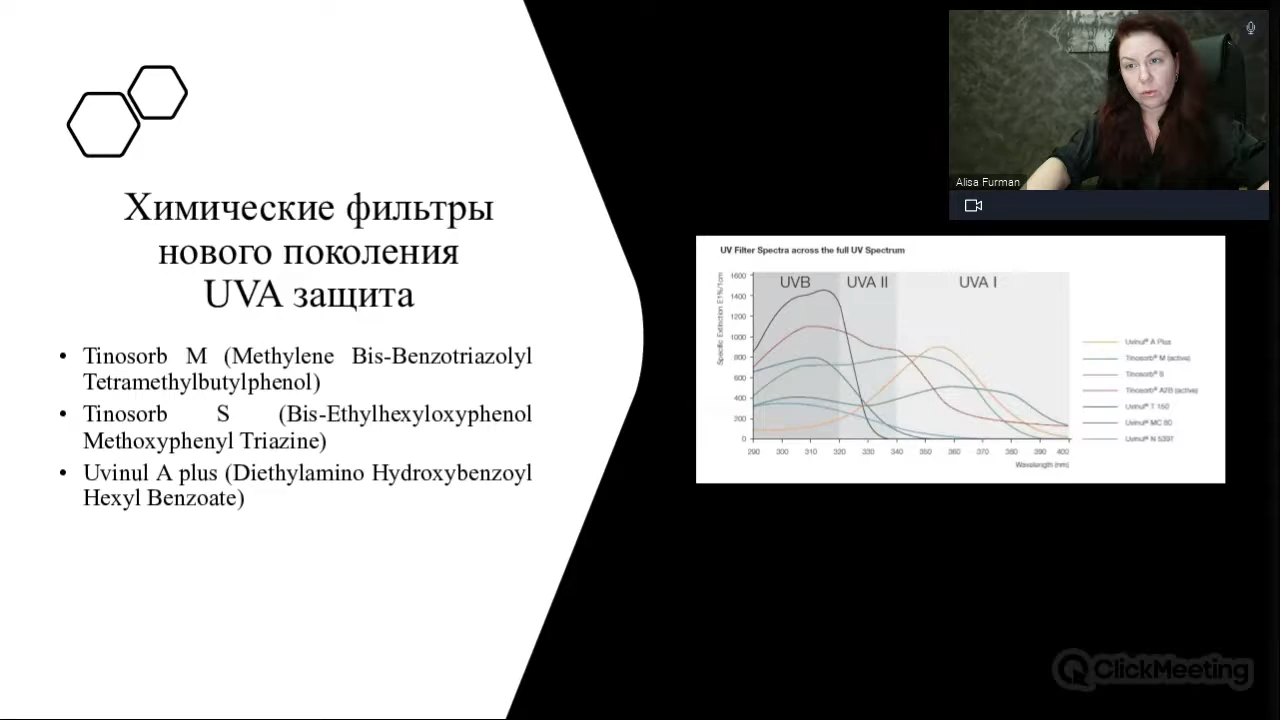 Химические фильтры
нового поколения
UVA защита
• Tinosorb M (Methylene Bis-Benzotriazolyl
Tetramethylbutylphenol)
• Tinosorb S (Bis-Ethylhexyloxyphenol
Methoxyphenyl Triazine)
• Uvinul A plus (Diethylamino Hydroxybenzoyl
Hexyl Benzoate)
Alisa Furman
UV Filter Spectra across the full UV Spectrum
Specific Extinction E1%/1cm
1600
1400
1200
1000
800
600
400
200
0
UVB UVA II UVA I
290 300 310 320 330 340 350 360 370 380 390 400
Wavelength (nm)
Uvinul® A Plus
Tinosorb® M (active)
Tinosorb® S
Tinosorb® A2B (active)
Uvinul® T 150
Uvinul® MC 80
Uvinul® N 539T
ClickMeeting